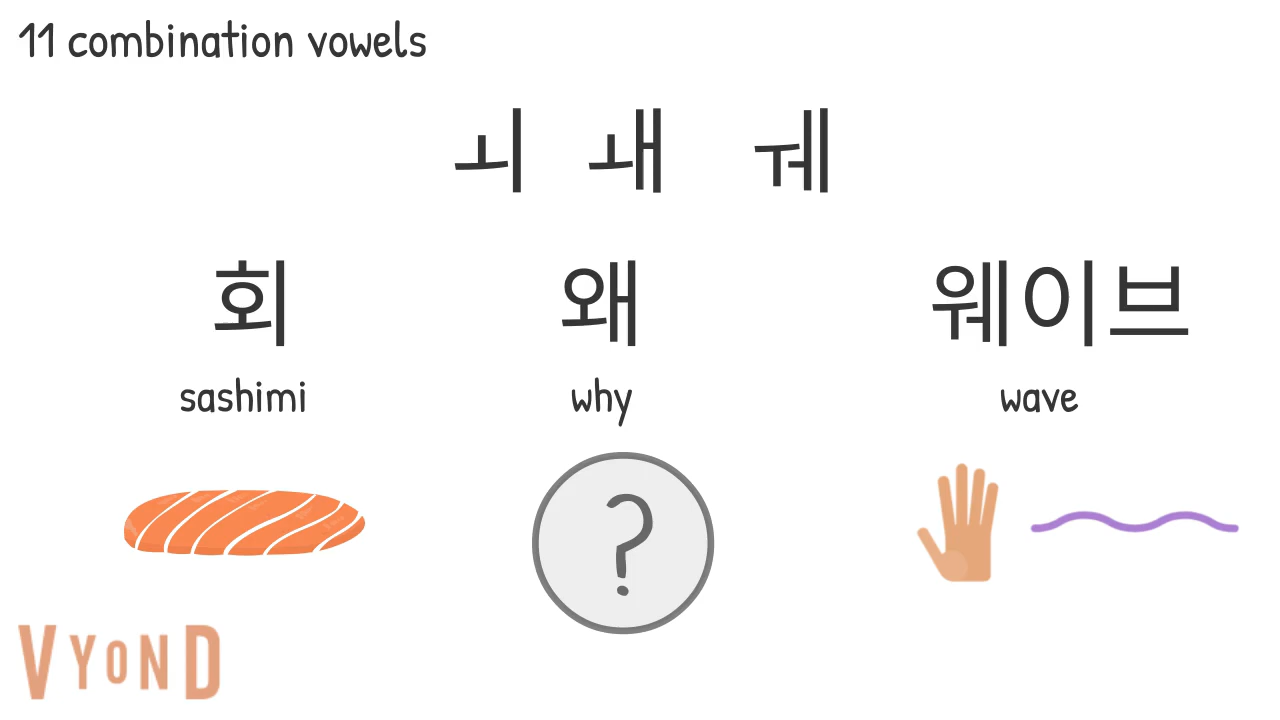 11 combination vowels
ㅚ ㅙ ㅞ
회 왜 웨이브
sashimi why wave
?
VYOND